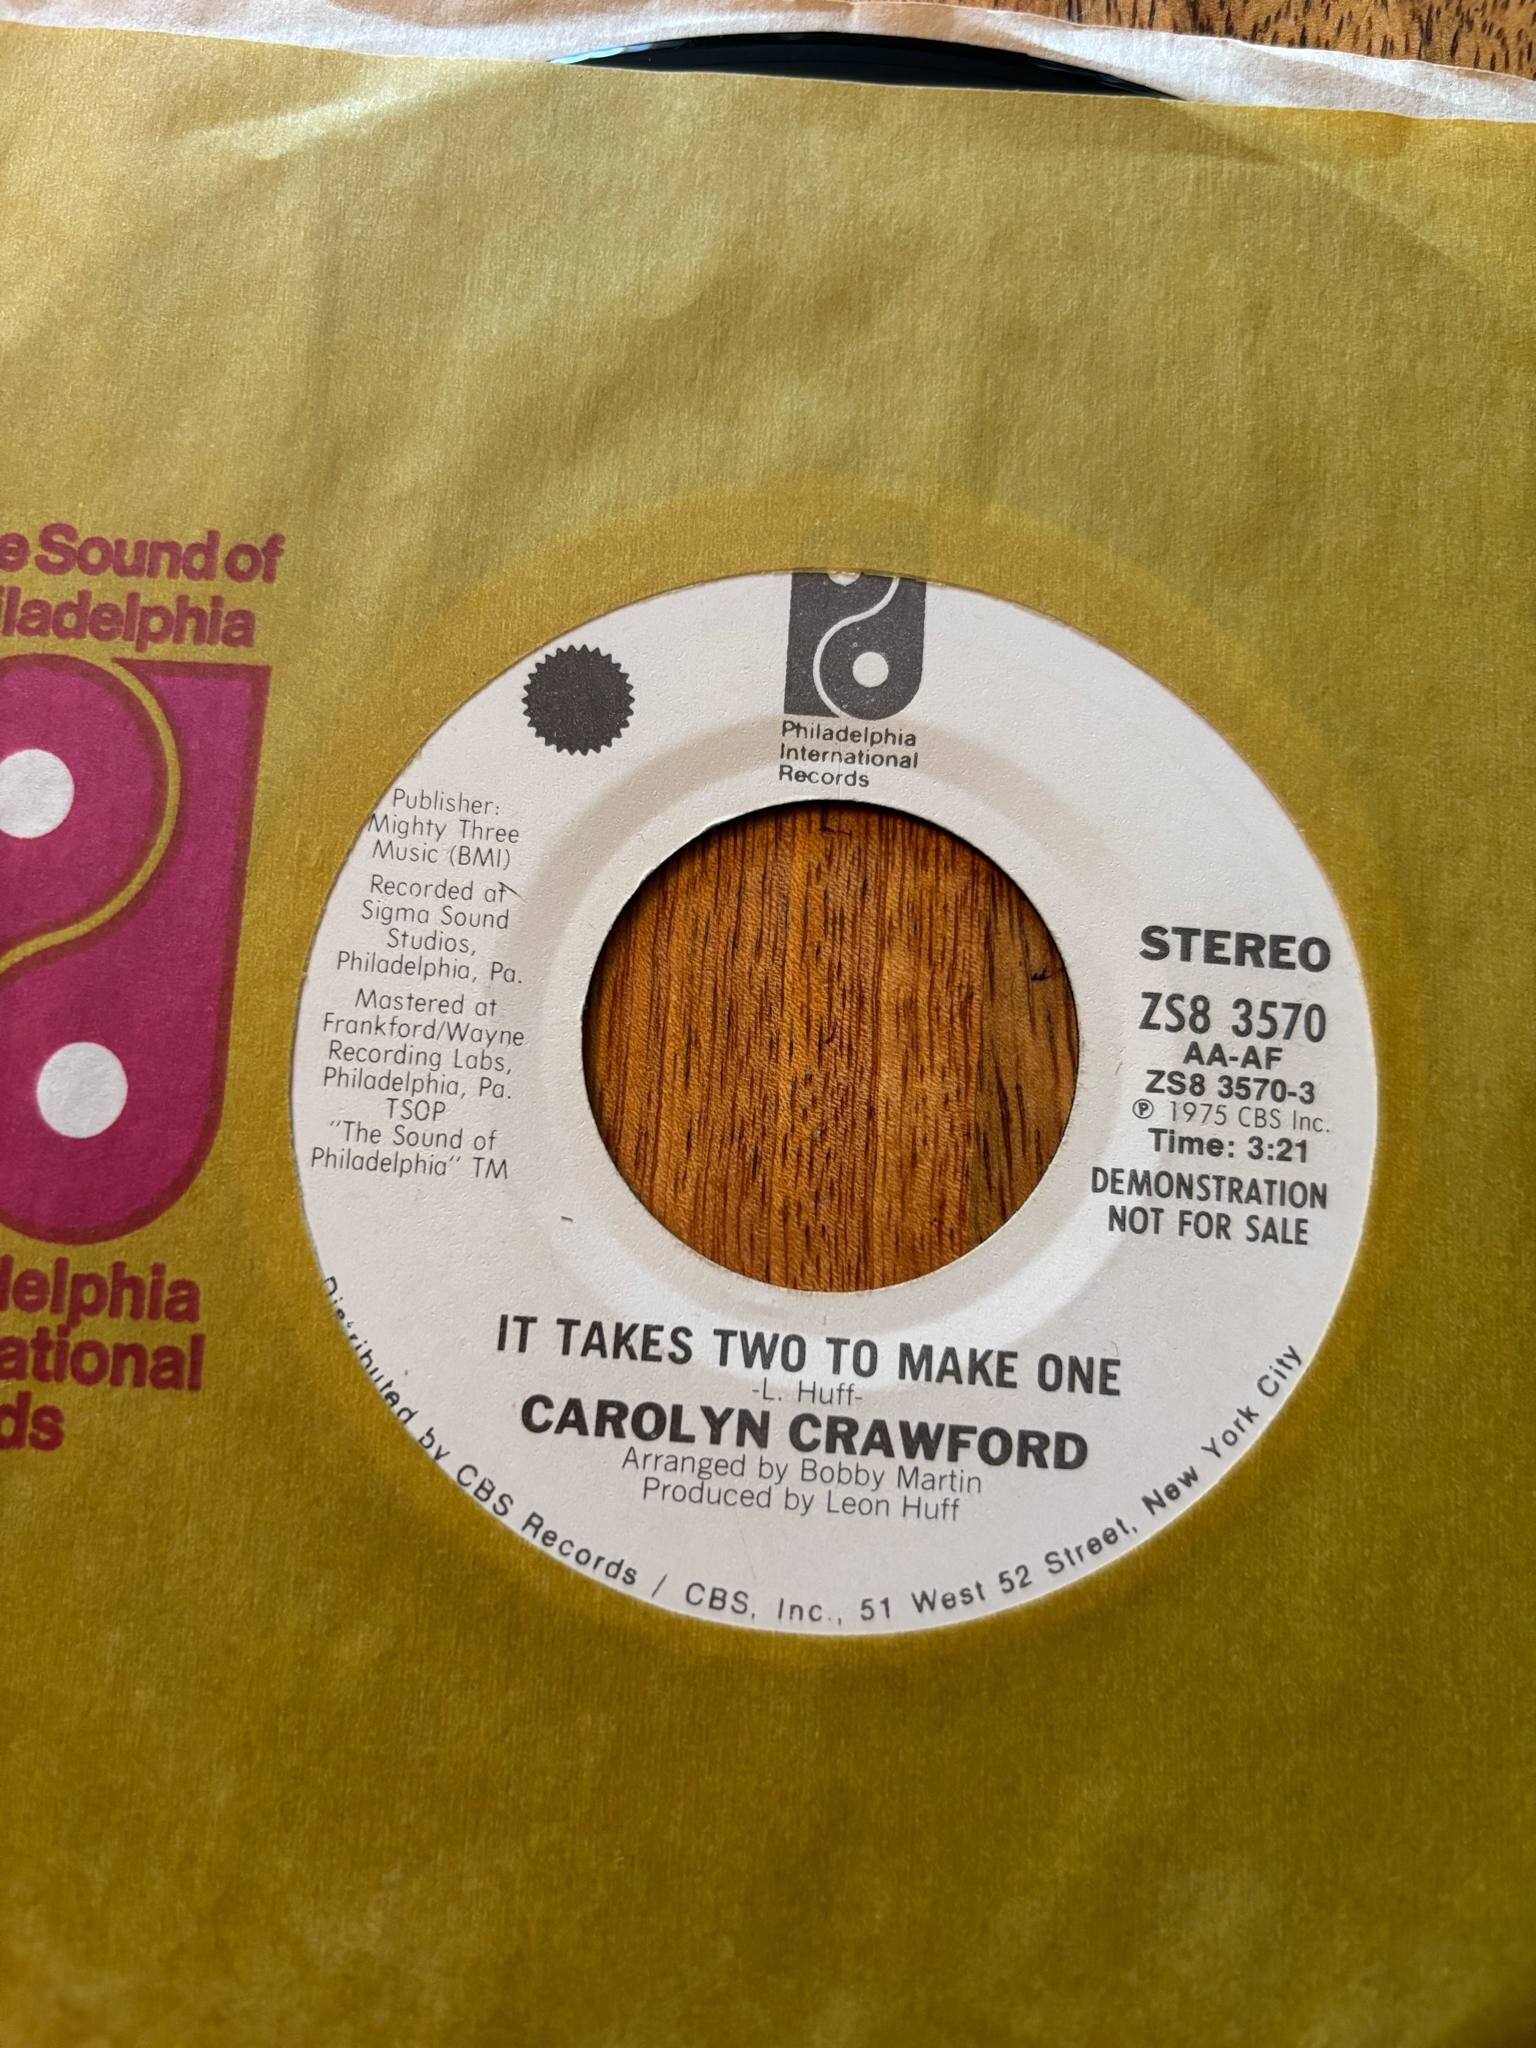 Sound of
delphia
ational
Philadelphia
International
Records
Publisher:
Mighty Three
Music (BMI)
Recorded at
Sigma Sound
Studios,
Philadelphia, Pa.
Mastered at
Frankford/Wayne
Recording Labs,
Philadelphia, Pa.
TSOP
"The Sound of
Philadelphia" TM
STEREO
ZS8 3570
AA-AF
ZS8 3570-3
℗ 1975 CBS Inc.
Time: 3:21
DEMONSTRATION
NOT FOR SALE
IT TAKES TWO TO MAKE ONE
-L. Huff-
CAROLYN CRAWFORD
Arranged by Bobby Martin
Produced by Leon Huff
Distributed by CBS Records / CBS, Inc., 51 West 52 Street, New York City